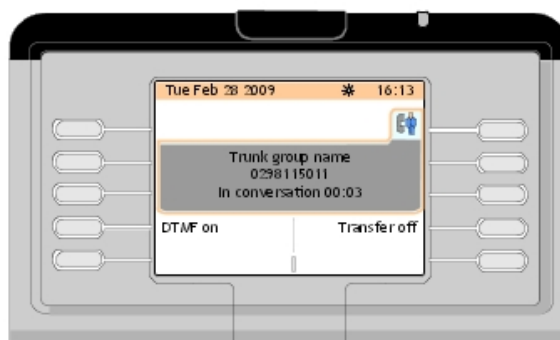 Tue Feb 28 2009 16:13
Trunk group name
0298115011
In conversation 00:03
DTMF on Transfer off